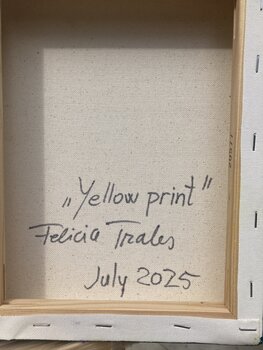 „Yellow print"
Felicia Trales
July 2025